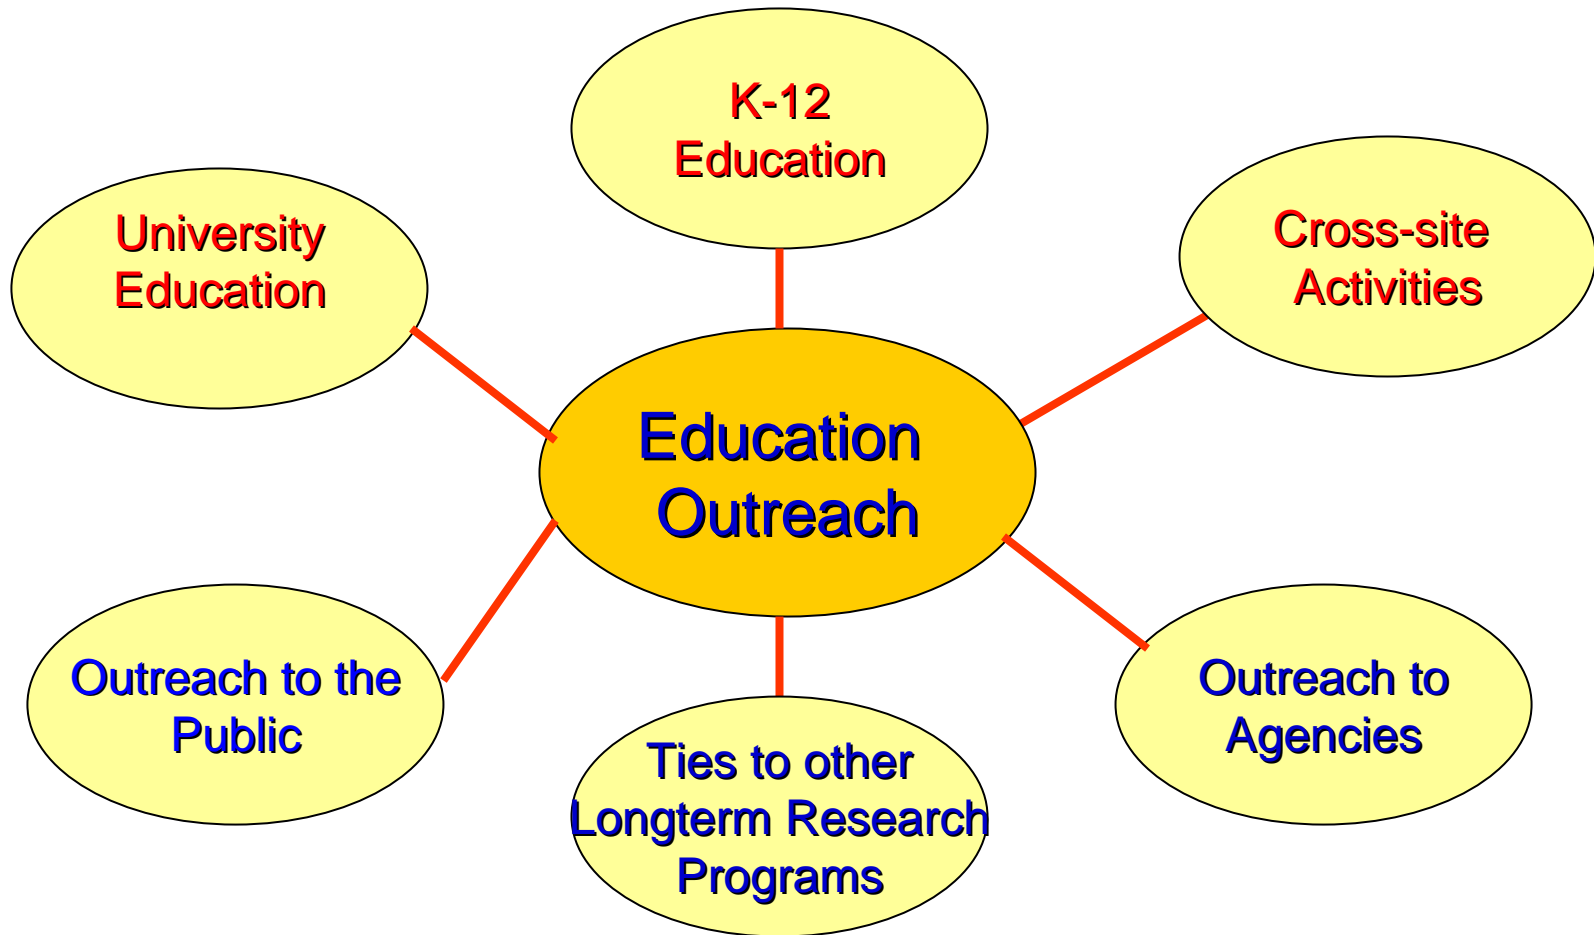 K-12
Education
University
Education
Cross-site
Activities
Education
Outreach
Outreach to the
Public
Ties to other
Longterm Research
Programs
Outreach to
Agencies